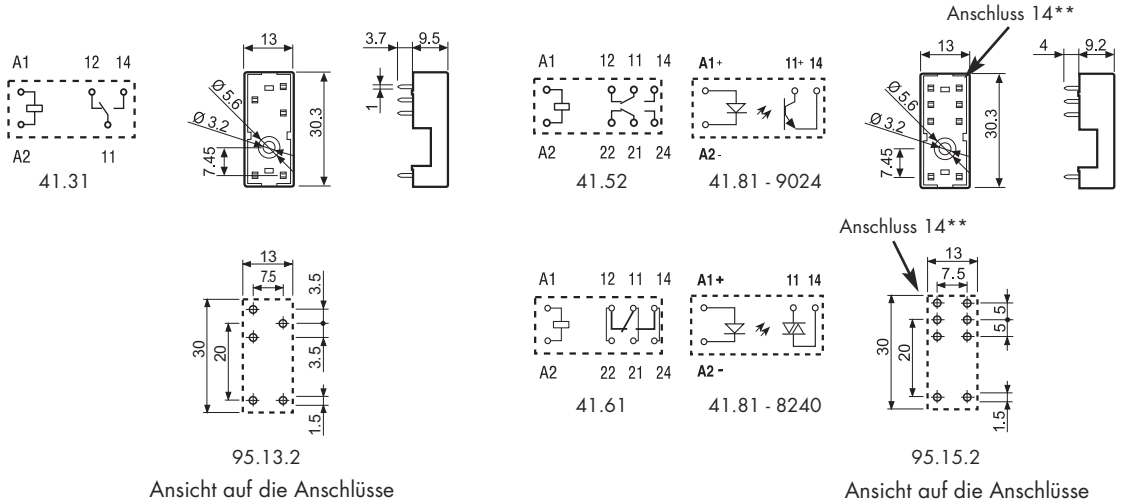 Anschluss 14**
A1 12 14
A2 11
41.31
13
Ø 5.6
Ø 3.2
7.45
30.3
3.7 9.5
1
A1 12 11 14
A2 22 21 24
41.52
A1+ 11+ 14
A2-
41.81 - 9024
13
Ø 5.6
Ø 3.2
7.45
30.3
4 9.2
13
7.5
3.5
30
20
3.5
1.5
95.13.2
Ansicht auf die Anschlüsse
A1 12 11 14
A2 22 21 24
41.61
A1+ 11 14
A2 -
41.81 - 8240
Anschluss 14**
13
7.5
5
5
30
20
1.5
95.15.2
Ansicht auf die Anschlüsse